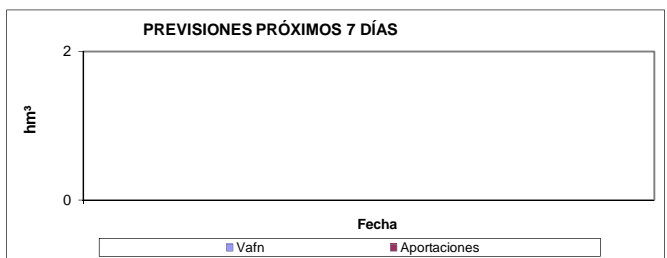 PREVISIONES PRÓXIMOS 7 DÍAS
2
hm³
0
Fecha
Vafn Aportaciones